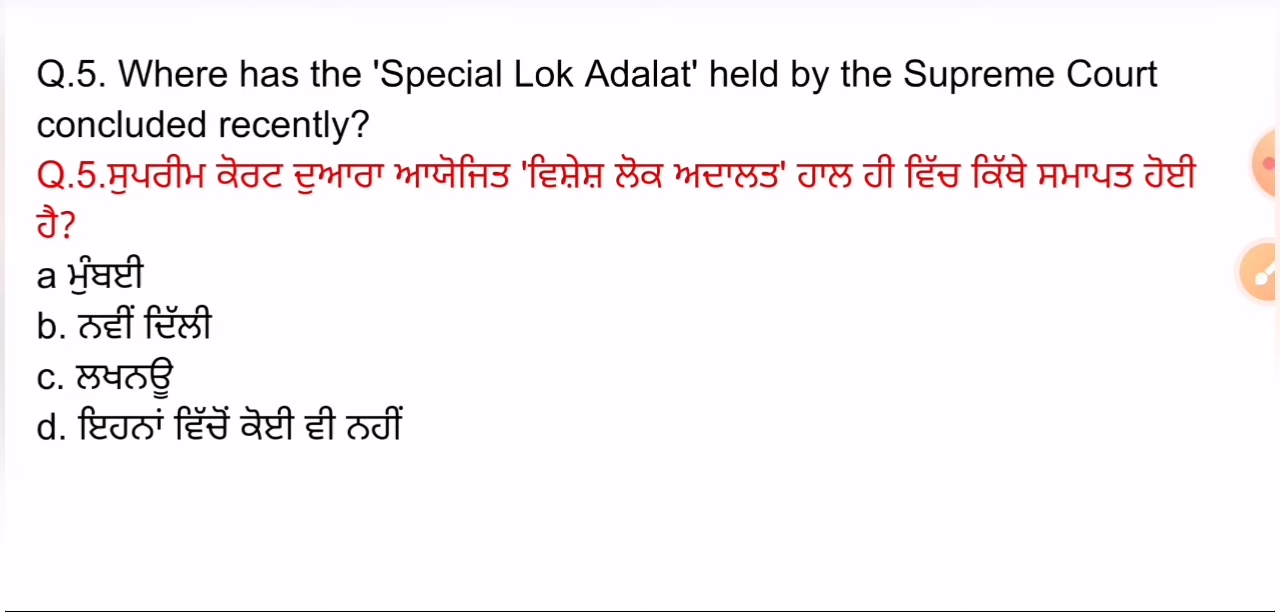 Q.5. Where has the 'Special Lok Adalat' held by the Supreme Court
concluded recently?
Q.5.ਸੁਪਰੀਮ ਕੋਰਟ ਦੁਆਰਾ ਆਯੋਜਿਤ 'ਵਿਸ਼ੇਸ਼ ਲੋਕ ਅਦਾਲਤ' ਹਾਲ ਹੀ ਵਿੱਚ ਕਿੱਥੇ ਸਮਾਪਤ ਹੋਈ
ਹੈ?
a ਮੁੰਬਈ
b. ਨਵੀਂ ਦਿੱਲੀ
c. ਲਖਨਊ
d. ਇਹਨਾਂ ਵਿੱਚੋਂ ਕੋਈ ਵੀ ਨਹੀਂ